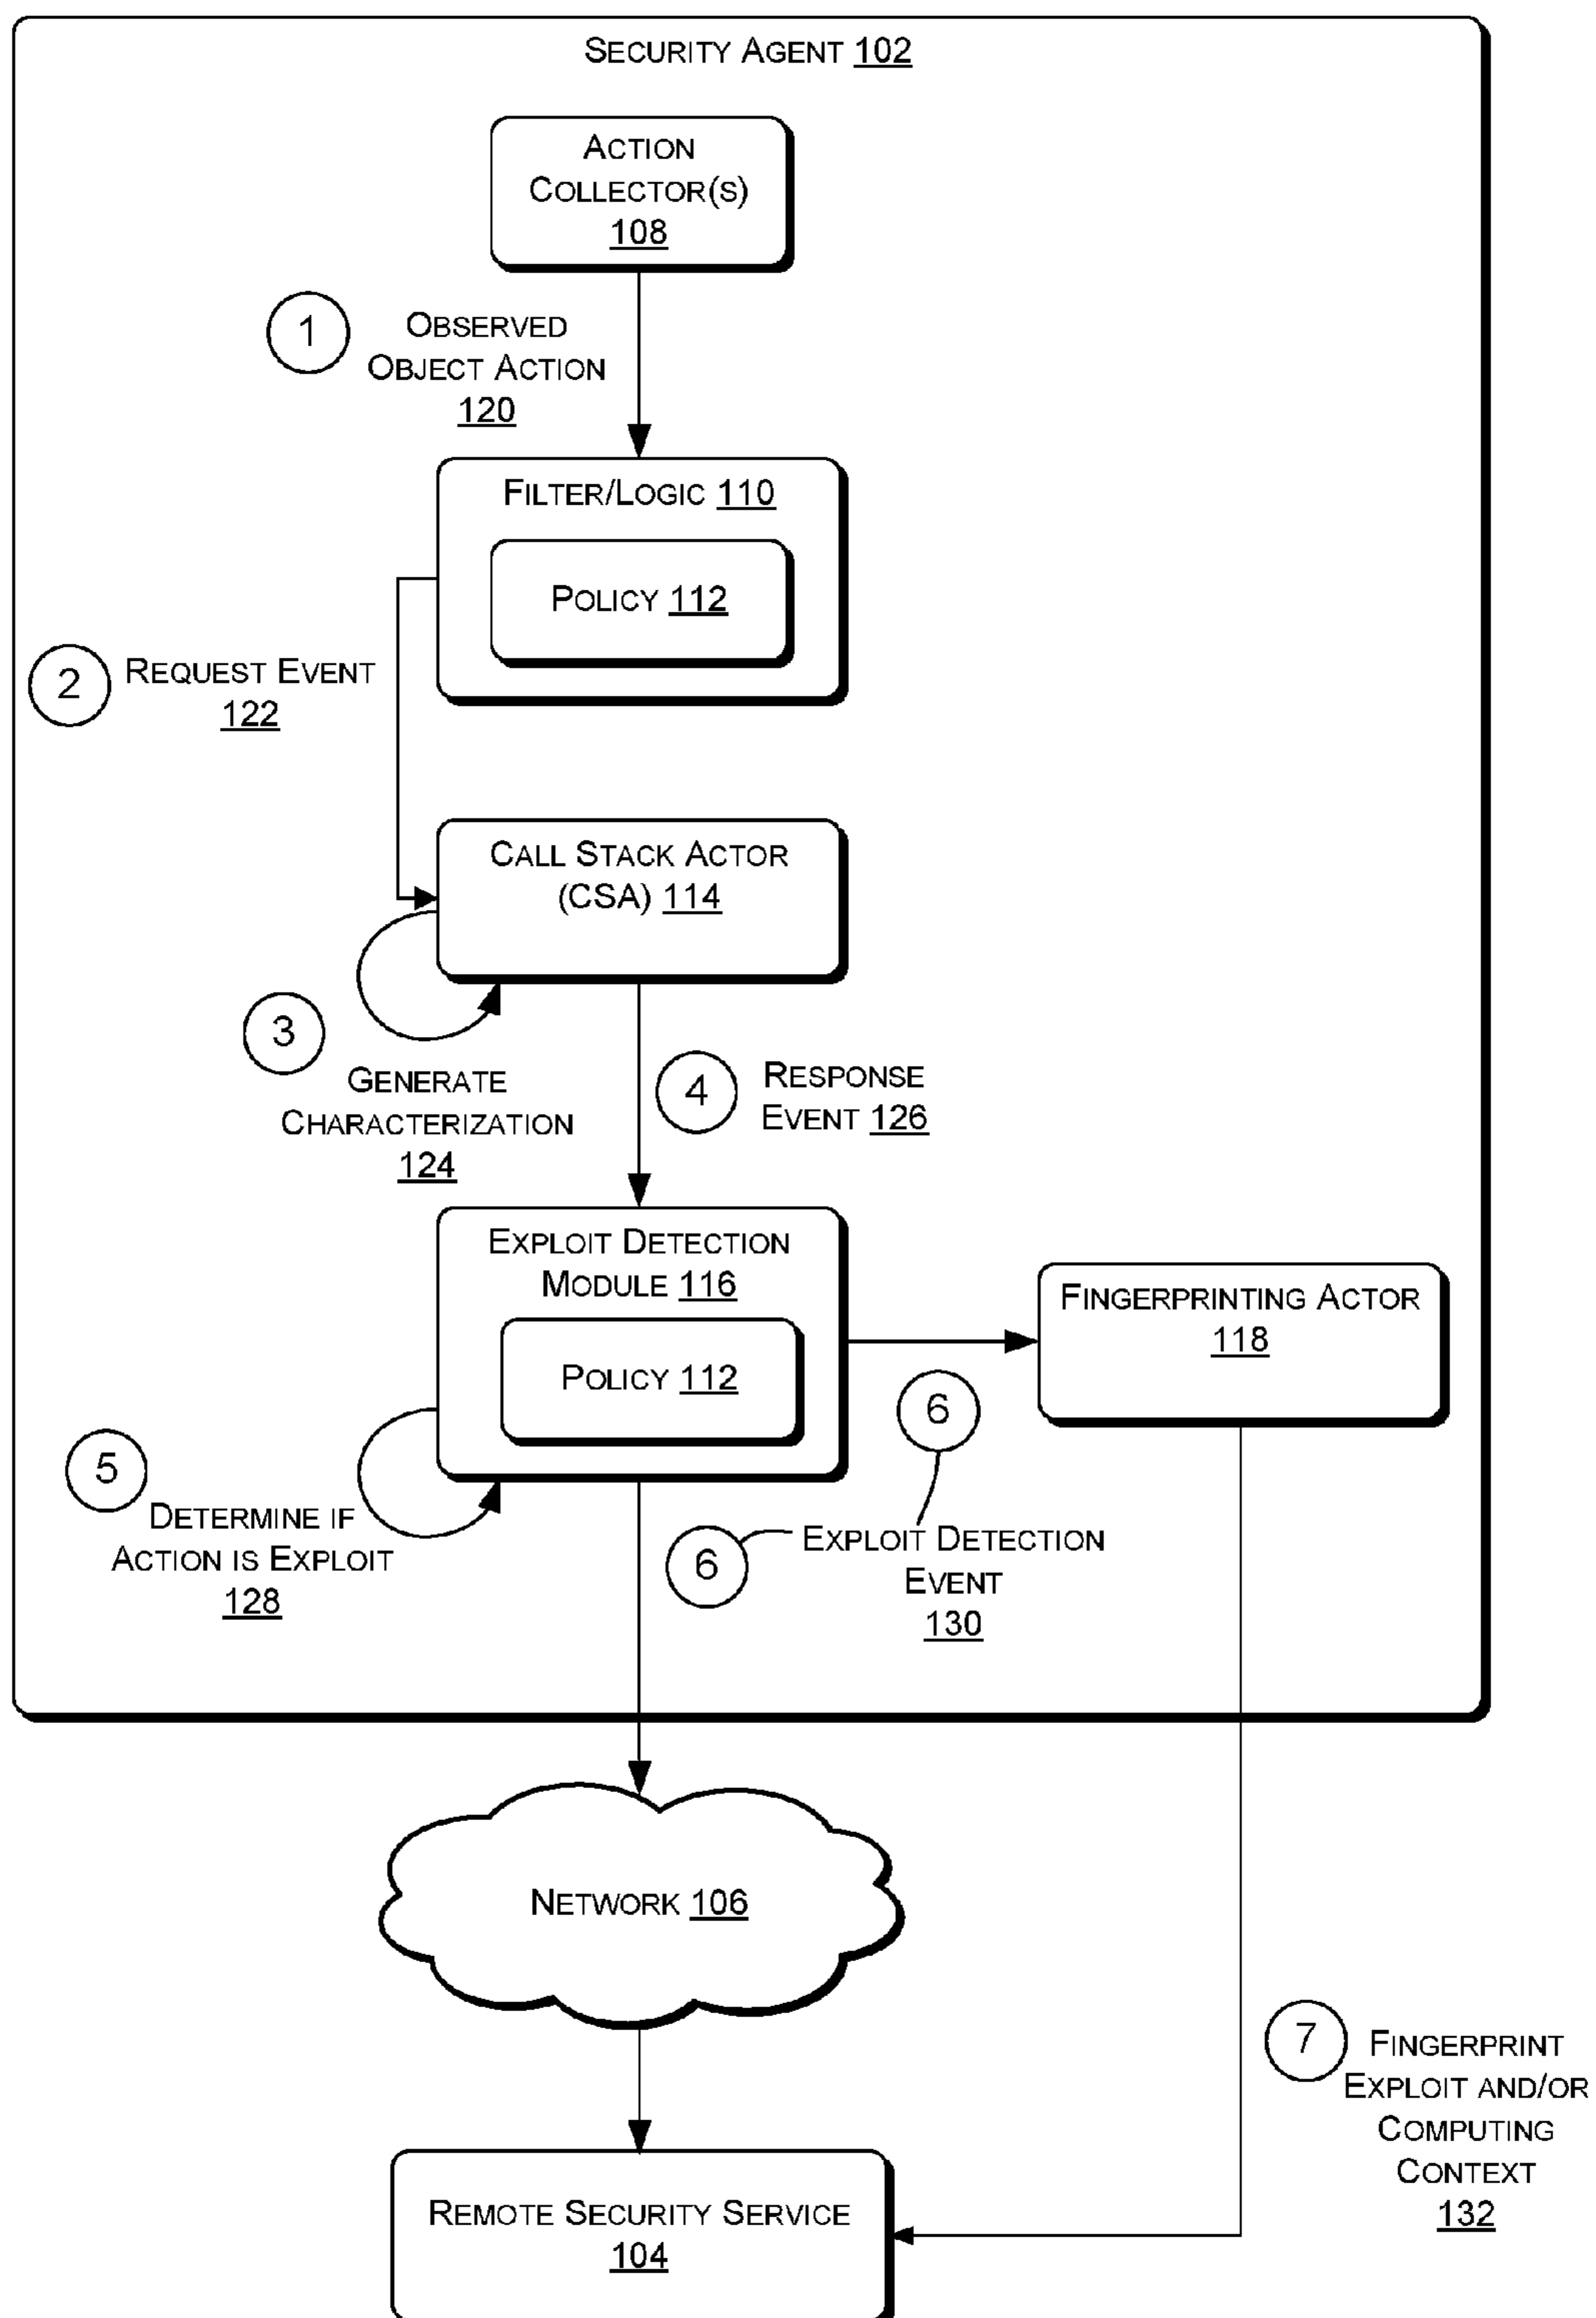 SECURITY AGENT 102
ACTION
COLLECTOR(S)
108
1
OBSERVED
OBJECT ACTION
120
FILTER/LOGIC 110
POLICY 112
2
REQUEST EVENT
122
CALL STACK ACTOR
(CSA) 114
3
GENERATE
CHARACTERIZATION
124
4
RESPONSE
EVENT 126
EXPLOIT DETECTION
MODULE 116
POLICY 112
FINGERPRINTING ACTOR
118
5
DETERMINE IF
ACTION IS EXPLOIT
128
6
6
EXPLOIT DETECTION
EVENT
130
NETWORK 106
7
FINGERPRINT
EXPLOIT AND/OR
COMPUTING
CONTEXT
132
REMOTE SECURITY SERVICE
104